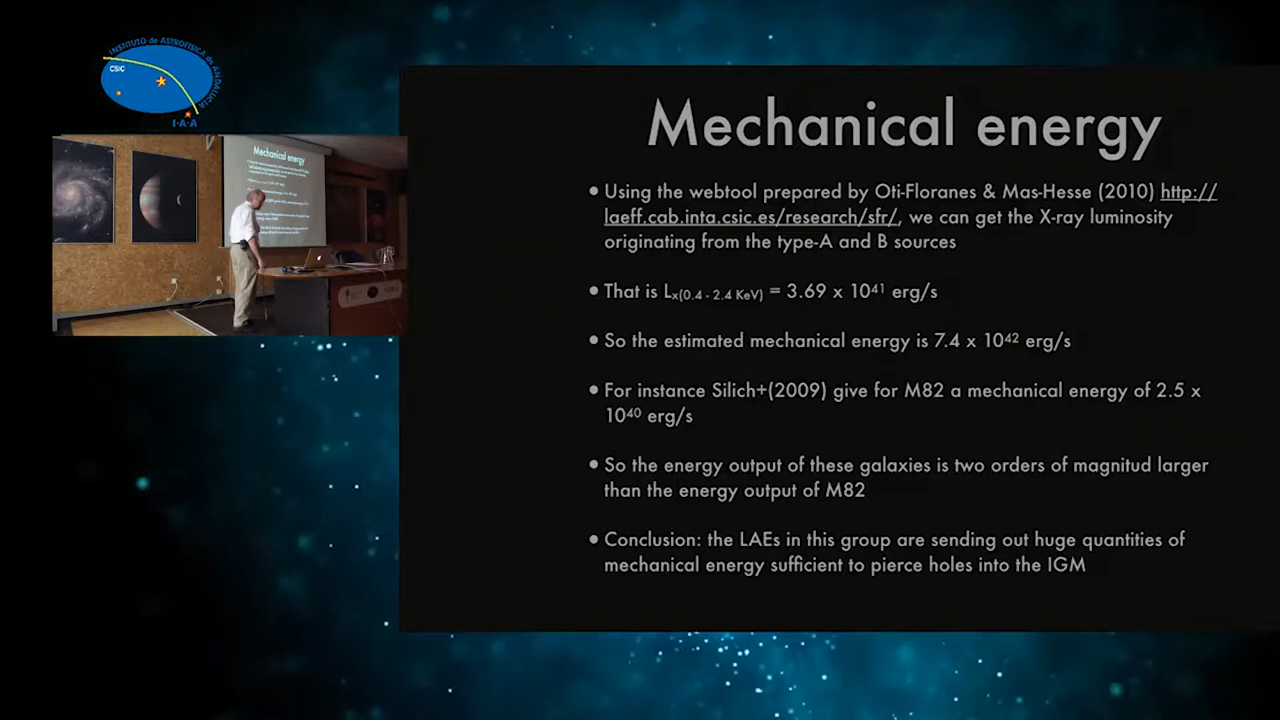 INSTITUTO de ASTROFISICA de ANDALUCIA
CSIC
I·A·A
Mechanical energy
Mechanical energy
• Using the webtool prepared by Oti-Floranes & Mas-Hesse (2010) http://
laeff.cab.inta.csic.es/research/sfr/, we can get the X-ray luminosity
originating from the type-A and B sources
• That is Lx(0.4 - 2.4 KeV) = 3.69 x 10⁴¹ erg/s
• So the estimated mechanical energy is 7.4 x 10⁴² erg/s
• For instance Silich+(2009) give for M82 a mechanical energy of 2.5 x
10⁴⁰ erg/s
• So the energy output of these galaxies is two orders of magnitud larger
than the energy output of M82
• Conclusion: the LAEs in this group are sending out huge quantities of
mechanical energy sufficient to pierce holes into the IGM